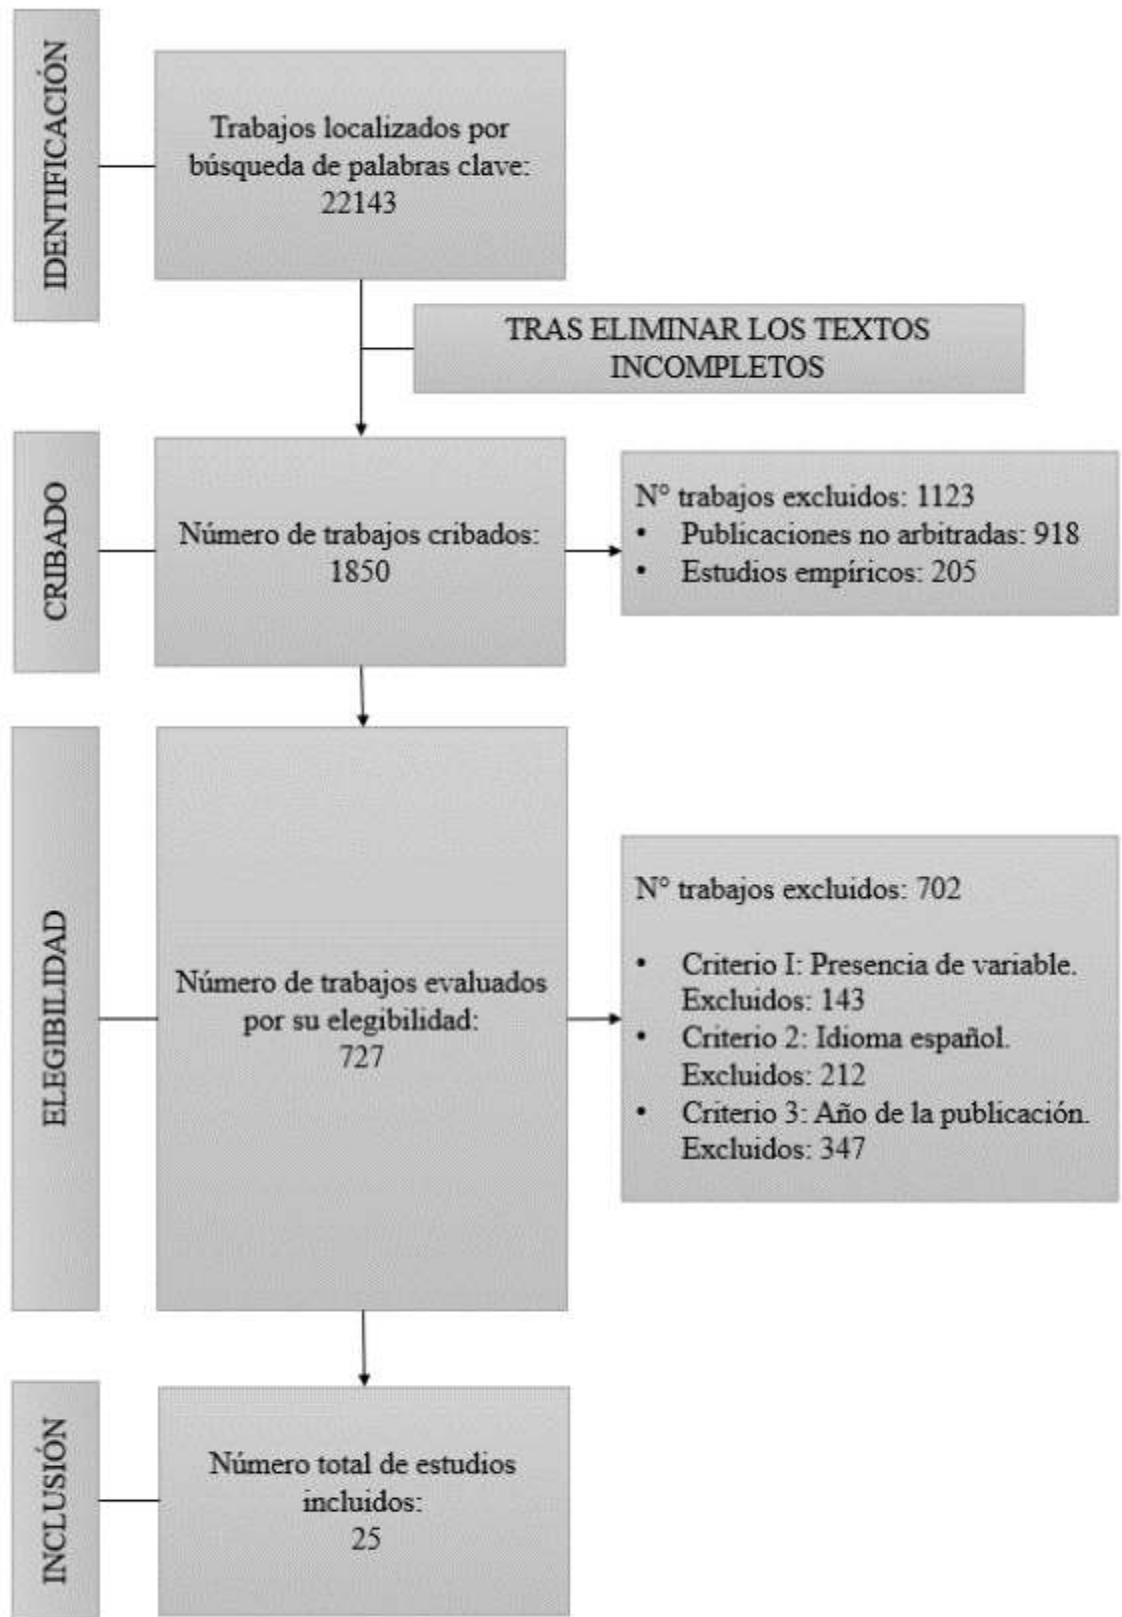 IDENTIFICACIÓN
Trabajos localizados por
búsqueda de palabras clave:
22143
TRAS ELIMINAR LOS TEXTOS
INCOMPLETOS
CRIBADO
Número de trabajos cribados:
1850
N° trabajos excluidos: 1123
• Publicaciones no arbitradas: 918
• Estudios empíricos: 205
ELEGIBILIDAD
Número de trabajos evaluados
por su elegibilidad:
727
N° trabajos excluidos: 702
• Criterio I: Presencia de variable.
Excluidos: 143
• Criterio 2: Idioma español.
Excluidos: 212
• Criterio 3: Año de la publicación.
Excluidos: 347
INCLUSIÓN
Número total de estudios
incluidos:
25